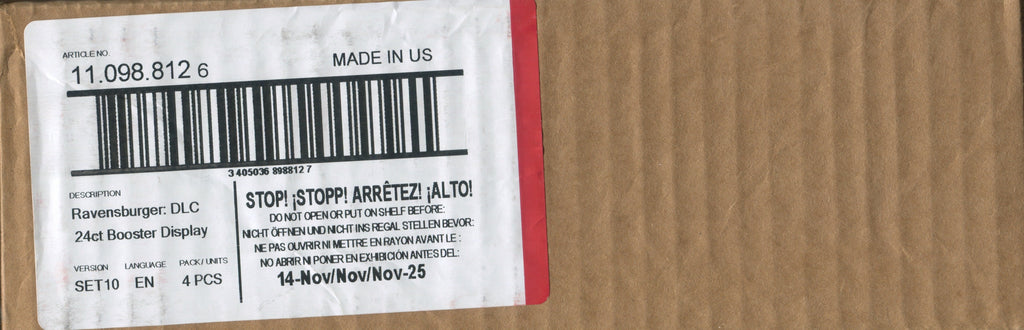 ARTICLE NO.
11.098.812 6
MADE IN US
3 405036 898812 7
DESCRIPTION
Ravensburger: DLC
24ct Booster Display
VERSION LANGUAGE PACK/ UNITS
SET10 EN 4 PCS
STOP! ¡STOPP! ARRÊTEZ! ¡ALTO!
DO NOT OPEN OR PUT ON SHELF BEFORE:
NICHT ÖFFNEN UND NICHT INS REGAL STELLEN BEVOR:
NE PAS OUVRIR NI METTRE EN RAYON AVANT LE :
NO ABRIR NI PONER EN EXHIBICIÓN ANTES DEL:
14-Nov/Nov/Nov-25